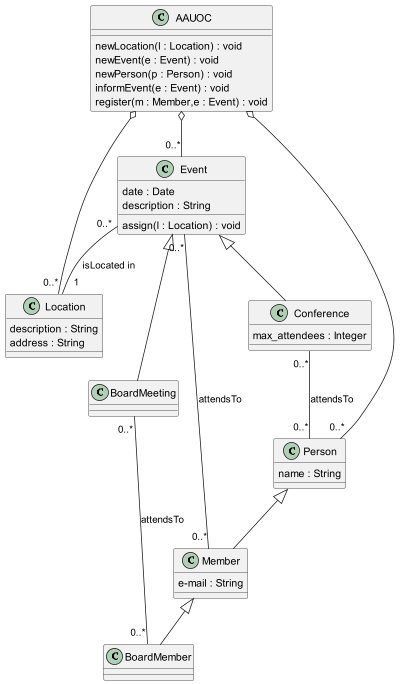 C AAUOC
newLocation(l : Location) : void
newEvent(e : Event) : void
newPerson(p : Person) : void
informEvent(e : Event) : void
register(m : Member,e : Event) : void
0..*
C Event
date : Date
description : String
assign(l : Location) : void
0..*
0..*
isLocated in
0..*
1
C Location
description : String
address : String
C Conference
max_attendees : Integer
0..*
C BoardMeeting
0..*
attendsTo
attendsTo
0..*
0..*
C Person
name : String
attendsTo
0..*
C Member
e-mail : String
0..*
C BoardMember